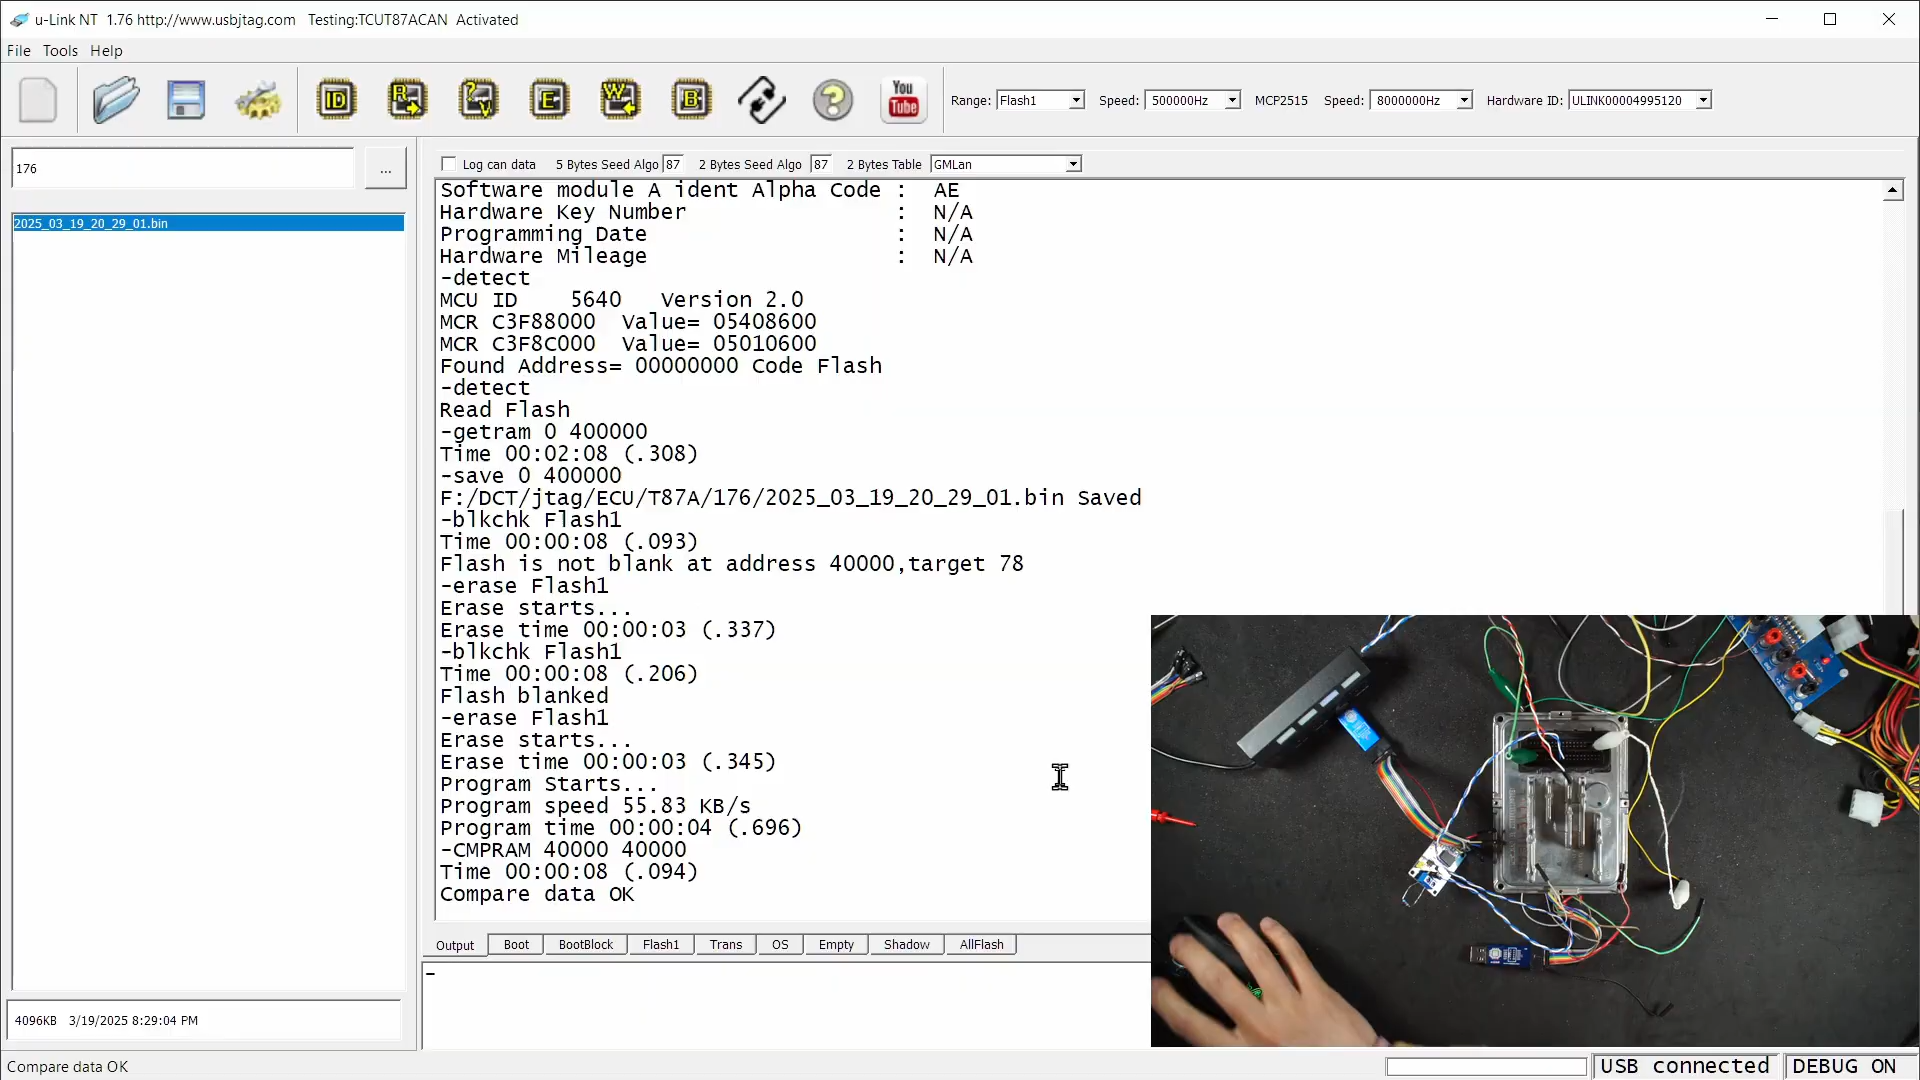 u-Link NT 1.76 http://www.usbjtag.com Testing:TCUT87ACAN Activated
File Tools Help
ID R ? V E W B You Tube
Range: Flash1 Speed: 500000Hz MCP2515 Speed: 8000000Hz Hardware ID: ULINK00004995120
176 ...
Log can data 5 Bytes Seed Algo 87 2 Bytes Seed Algo 87 2 Bytes Table GMLan
2025_03_19_20_29_01.bin
Software module A ident Alpha Code : AE
Hardware Key Number : N/A
Programming Date : N/A
Hardware Mileage : N/A
-detect
MCU ID 5640 Version 2.0
MCR C3F88000 Value= 05408600
MCR C3F8C000 Value= 05010600
Found Address= 00000000 Code Flash
-detect
Read Flash
-getram 0 400000
Time 00:02:08 (.308)
-save 0 400000
F:/DCT/jtag/ECU/T87A/176/2025_03_19_20_29_01.bin Saved
-blkchk Flash1
Time 00:00:08 (.093)
Flash is not blank at address 40000,target 78
-erase Flash1
Erase starts...
Erase time 00:00:03 (.337)
-blkchk Flash1
Time 00:00:08 (.206)
Flash blanked
-erase Flash1
Erase starts...
Erase time 00:00:03 (.345)
Program Starts...
Program speed 55.83 KB/s
Program time 00:00:04 (.696)
-CMPRAM 40000 40000
Time 00:00:08 (.094)
Compare data OK
Output Boot BootBlock Flash1 Trans OS Empty Shadow AllFlash
-
4096KB 3/19/2025 8:29:04 PM
Compare data OK USB connected DEBUG ON